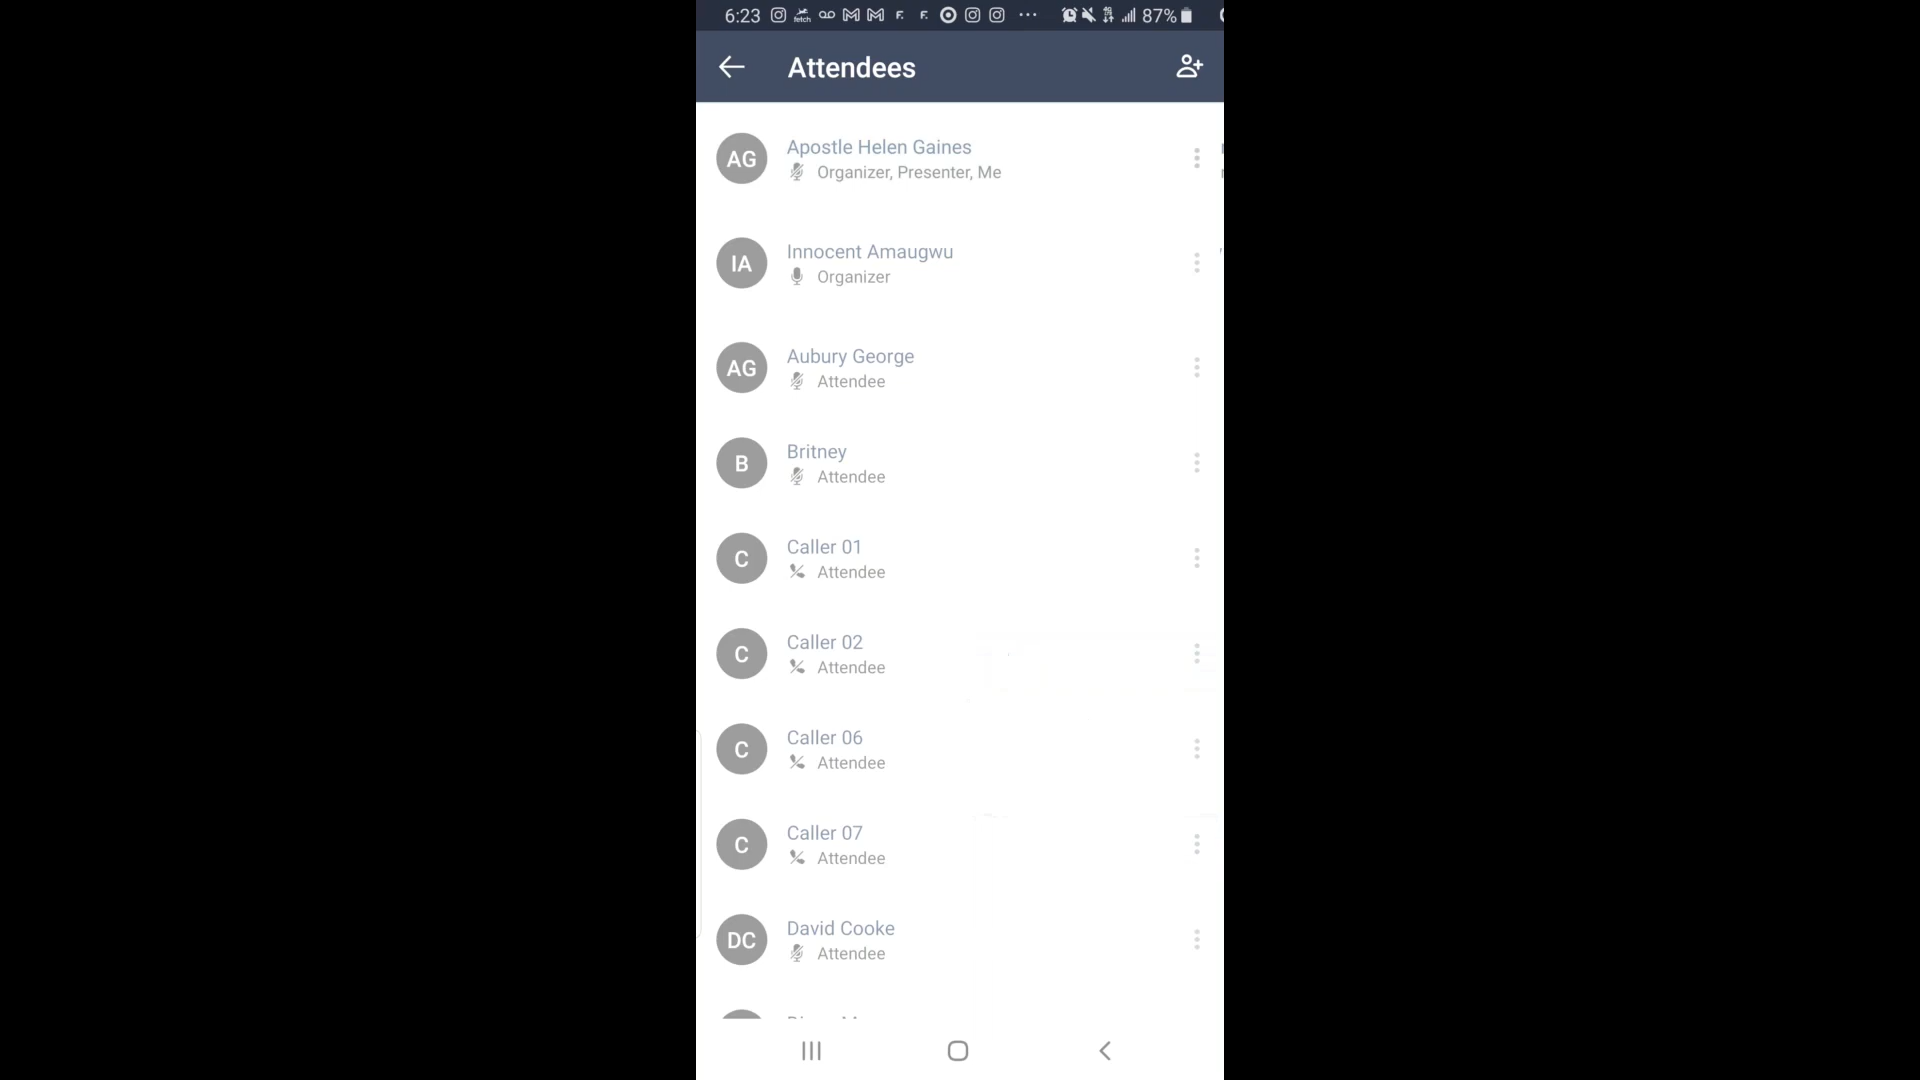 6:23 fetch 87%
Attendees
AG
Apostle Helen Gaines
Organizer, Presenter, Me
IA
Innocent Amaugwu
Organizer
AG
Aubury George
Attendee
B
Britney
Attendee
C
Caller 01
Attendee
C
Caller 02
Attendee
C
Caller 06
Attendee
C
Caller 07
Attendee
DC
David Cooke
Attendee